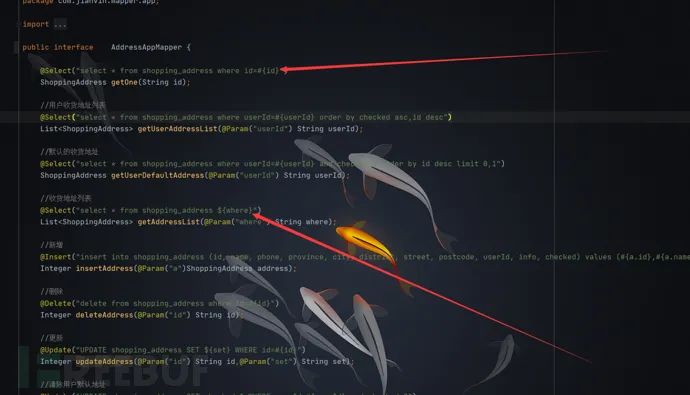 package com.jianvin.mapper.app;
import ...
public interface AddressAppMapper {
@Select("select * from shopping_address where id=#{id}")
ShoppingAddress getOne(String id);
//用户收货地址列表
@Select("select * from shopping_address where userId=#{userId} order by checked asc,id desc")
List<ShoppingAddress> getUserAddressList(@Param("userId") String userId);
//默认的收货地址
@Select("select * from shopping_address where userId=#{userId} and order by id desc limit 0,1")
ShoppingAddress getUserDefaultAddress(@Param("userId") String userId);
//收货地址列表
@Select("select * from shopping_address ${where}")
List<ShoppingAddress> getAddressList(@Param("where") String where);
//新增
@Insert("insert into shopping_address (id, name, phone, province, city, district, street, postcode, userId, info, checked) values (#{a.id},#{a.name
Integer insertAddress(@Param("a")ShoppingAddress address);
//删除
@Delete("delete from shopping_address where id=#{id}")
Integer deleteAddress(@Param("id") String id);
//更新
@Update("UPDATE shopping_address SET ${set} WHERE id=#{id}")
Integer updateAddress(@Param("id") String id,@Param("set") String set);
//清除用户默认地址
REEBUF